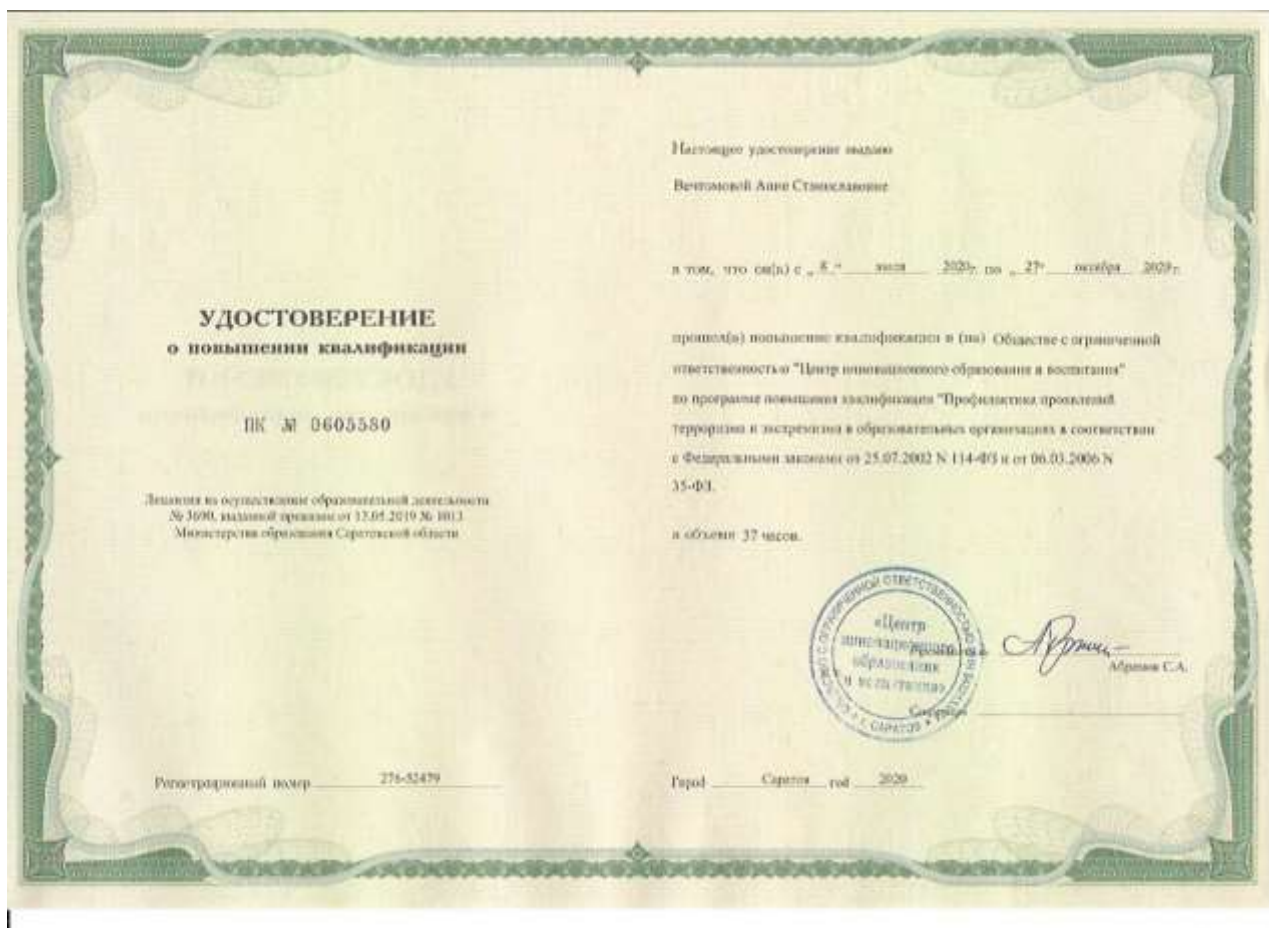 УДОСТОВЕРЕНИЕ
о повышении квалификации
ПК № 0605580
Лицензия на осуществление образовательной деятельности
№ 3690, выданной приказом от 17.05.2019 № 1013
Министерства образования Саратовской области
Регистрационный номер 276-52479
Настоящее удостоверение выдано
Вечтомовой Анне Станиславовне
в том, что он(а) с „ 8 “ июля 2020г. по „ 27“ октября 2020г.
прошел(а) повышение квалификации в (на) Обществе с ограниченной
ответственностью "Центр инновационного образования и воспитания"
по программе повышения квалификации "Профилактика проявлений
терроризма и экстремизма в образовательных организациях в соответствии
с Федеральными законами от 25.07.2002 N 114-ФЗ и от 06.03.2006 N
35-ФЗ.
в объеме 37 часов.
«Центр
инновационного
образования
и воспитания»
Г. САРАТОВ
Абрамов С.А.
Секретарь
Город Саратов год 2020